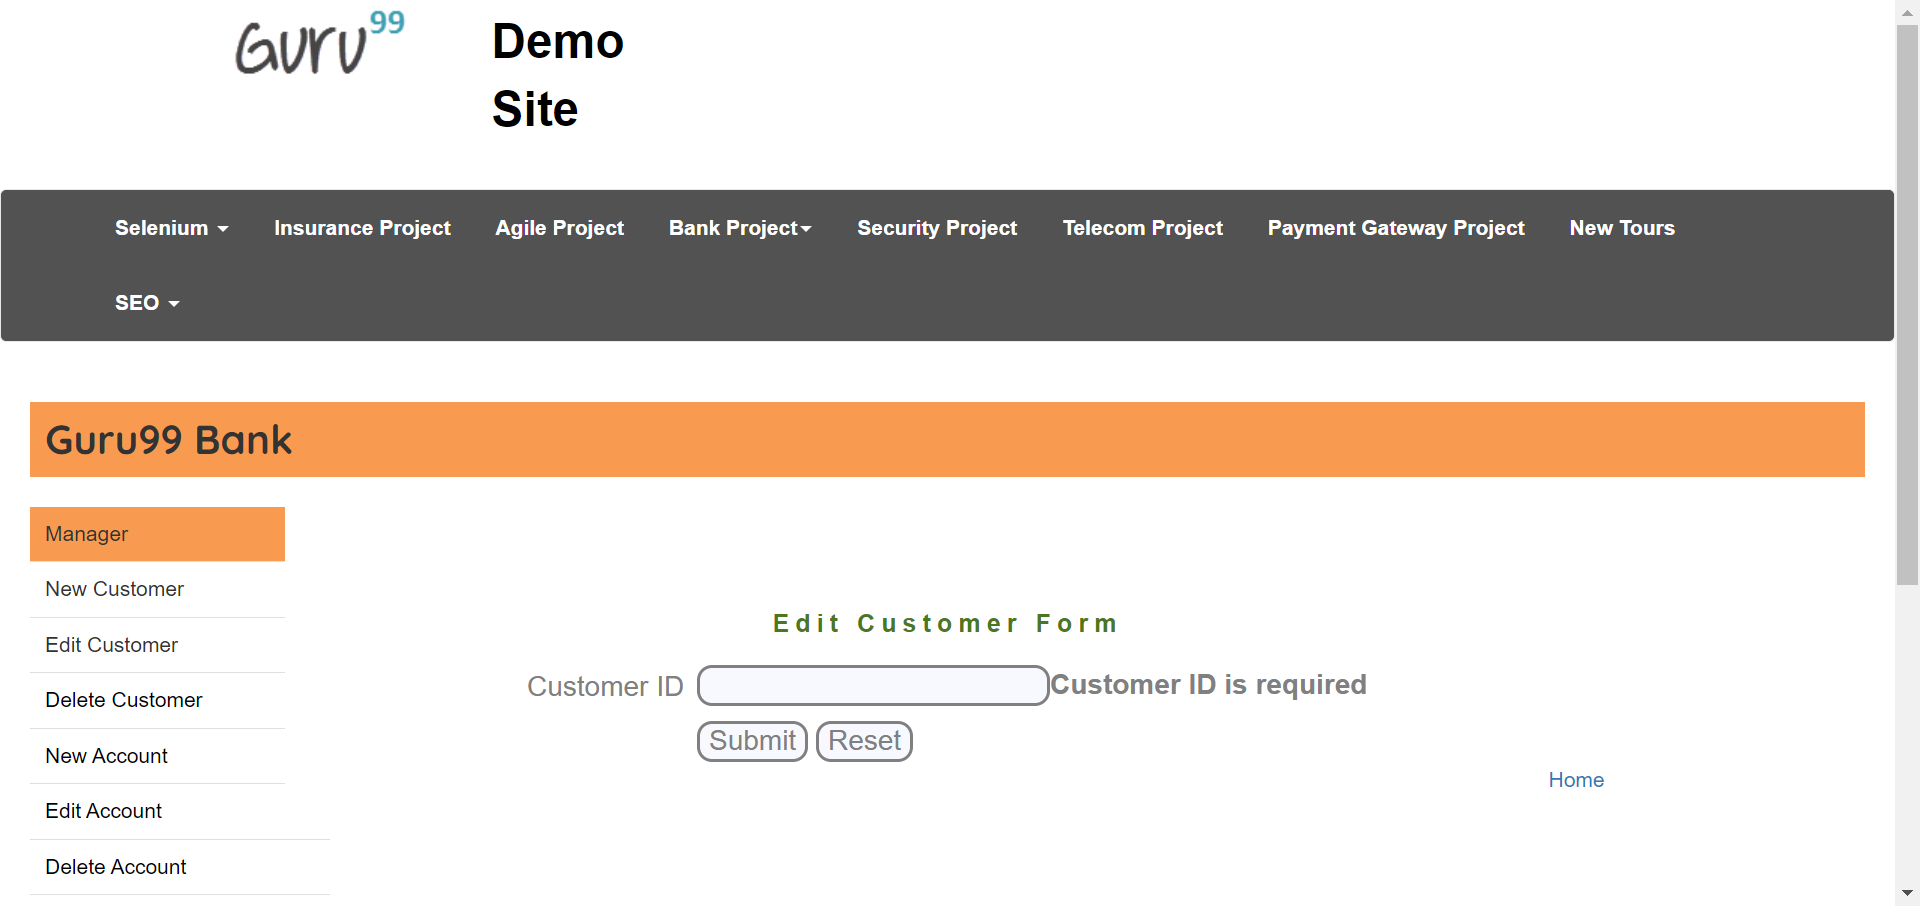 Guru99
Demo
Site
Selenium
Insurance Project
Agile Project
Bank Project
Security Project
Telecom Project
Payment Gateway Project
New Tours
SEO
Guru99 Bank
Manager
New Customer
Edit Customer
Delete Customer
New Account
Edit Account
Delete Account
Edit Customer Form
Customer ID
Customer ID is required
Submit Reset
Home